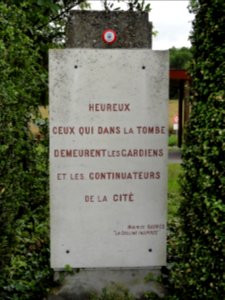 HEUREUX
CEUX QUI DANS LA TOMBE
DEMEURENT LES GARDIENS
ET LES CONTINUATEURS
DE LA CITÉ
MAURICE BARRÈS
"LA COLLINE INSPIRÉE"